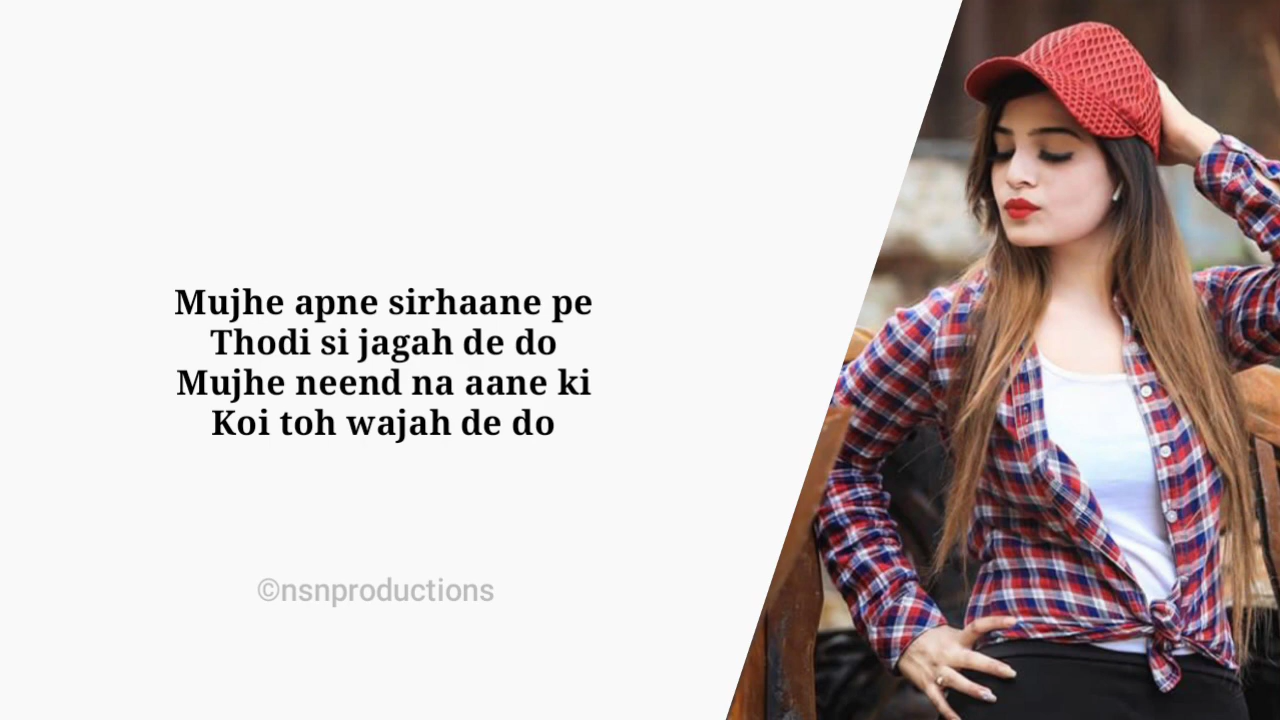 Mujhe apne sirhaane pe
Thodi si jagah de do
Mujhe neend na aane ki
Koi toh wajah de do
©nsnproductions